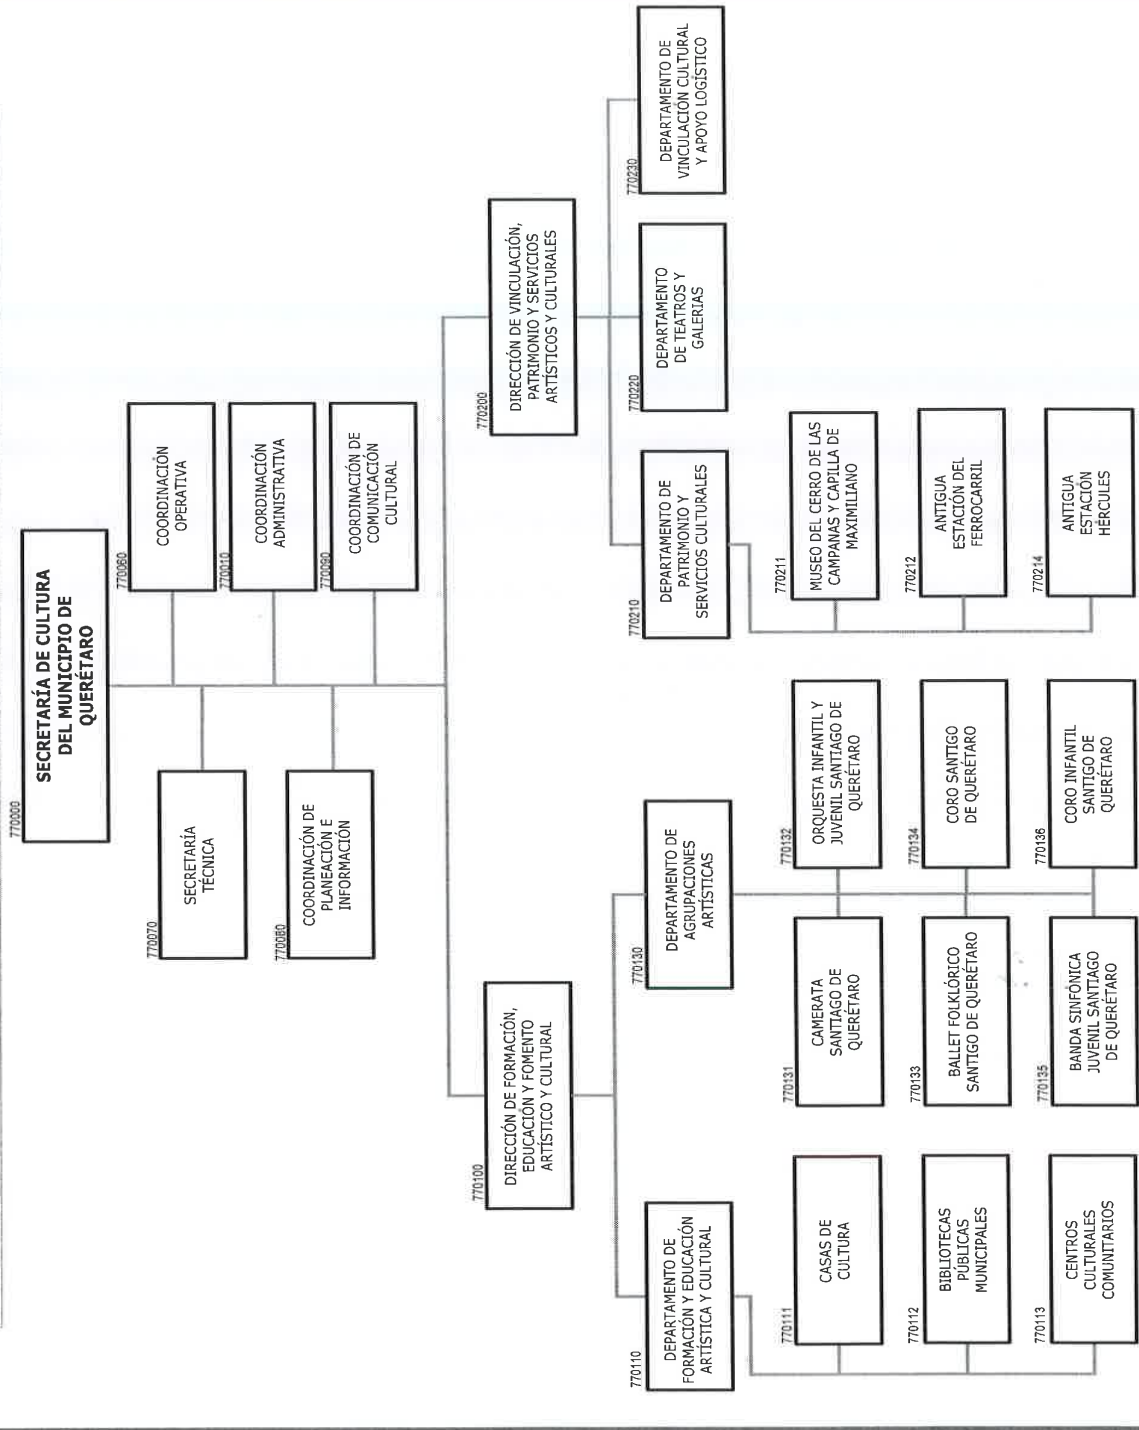 770000
SECRETARÍA DE CULTURA
DEL MUNICIPIO DE
QUERÉTARO
770070
SECRETARÍA
TÉCNICA
770060
COORDINACIÓN
OPERATIVA
770010
COORDINACIÓN
ADMINISTRATIVA
770080
COORDINACIÓN DE
PLANEACIÓN E
INFORMACIÓN
770090
COORDINACIÓN DE
COMUNICACIÓN
CULTURAL
770100
DIRECCIÓN DE FORMACIÓN,
EDUCACIÓN Y FOMENTO
ARTÍSTICO Y CULTURAL
770200
DIRECCIÓN DE VINCULACIÓN,
PATRIMONIO Y SERVICIOS
ARTÍSTICOS Y CULTURALES
770110
DEPARTAMENTO DE
FORMACIÓN Y EDUCACIÓN
ARTÍSTICA Y CULTURAL
770130
DEPARTAMENTO DE
AGRUPACIONES
ARTÍSTICAS
770210
DEPARTAMENTO DE
PATRIMONIO Y
SERVICIOS CULTURALES
770220
DEPARTAMENTO
DE TEATROS Y
GALERIAS
770230
DEPARTAMENTO DE
VINCULACIÓN CULTURAL
Y APOYO LOGÍSTICO
770111
CASAS DE
CULTURA
770131
CAMERATA
SANTIAGO DE
QUERÉTARO
770132
ORQUESTA INFANTIL Y
JUVENIL SANTIAGO DE
QUERÉTARO
770211
MUSEO DEL CERRO DE LAS
CAMPANAS Y CAPILLA DE
MAXIMILIANO
770112
BIBLIOTECAS
PÚBLICAS
MUNICIPALES
770133
BALLET FOLKLÓRICO
SANTIGO DE QUERÉTARO
770134
CORO SANTIGO
DE QUERÉTARO
770212
ANTIGUA
ESTACIÓN DEL
FERROCARRIL
770113
CENTROS
CULTURALES
COMUNITARIOS
770135
BANDA SINFÓNICA
JUVENIL SANTIAGO
DE QUERÉTARO
770136
CORO INFANTIL
SANTIGO DE
QUERÉTARO
770214
ANTIGUA
ESTACIÓN
HÉRCULES